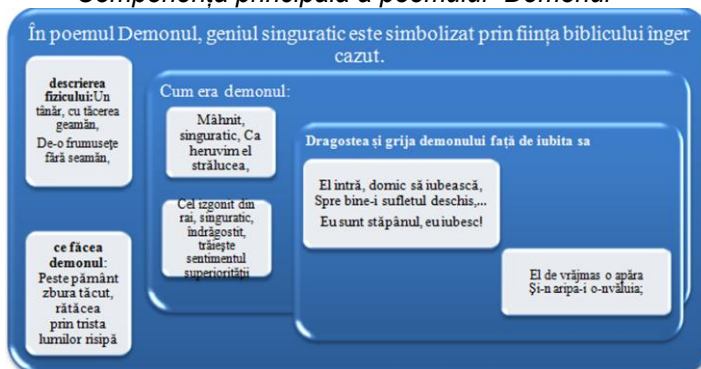 Componența principală a poemului "Demonul"
În poemul Demonul, geniul singuratic este simbolizat prin ființa biblicului înger
cazut.
descrierea
fizicului:Un
tânăr, cu tăcerea
geamăn,
De-o frumusețe
fără seamăn,
ce făcea
demonul:
Peste pământ
zbura tăcut,
rătăcea
prin trista
lumilor risipă
Cum era demonul:
Mâhnit,
singuratic, Ca
heruvim el
strălucea,
Cel izgonit din
rai, singuratic,
îndrăgostit,
trăiește
sentimentul
superiorității
Dragostea și grija demonului față de iubita sa
El intră, dornic să iubească,
Spre bine-i sufletul deschis,...
Eu sunt stăpânul, eu iubesc!
El de vrăjmas o apăra
Și-n aripa-i o-nvăluia;